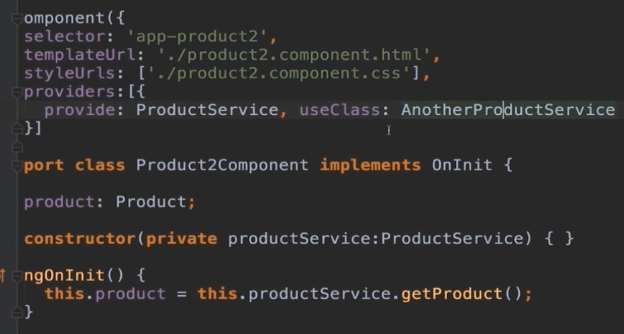 omponent({
selector: 'app-product2',
templateUrl: './product2.component.html',
styleUrls: ['./product2.component.css'],
providers:[{
provide: ProductService, useClass: AnotherProductService
}]
port class Product2Component implements OnInit {
product: Product;
constructor(private productService:ProductService) { }
ngOnInit() {
this.product = this.productService.getProduct();
}